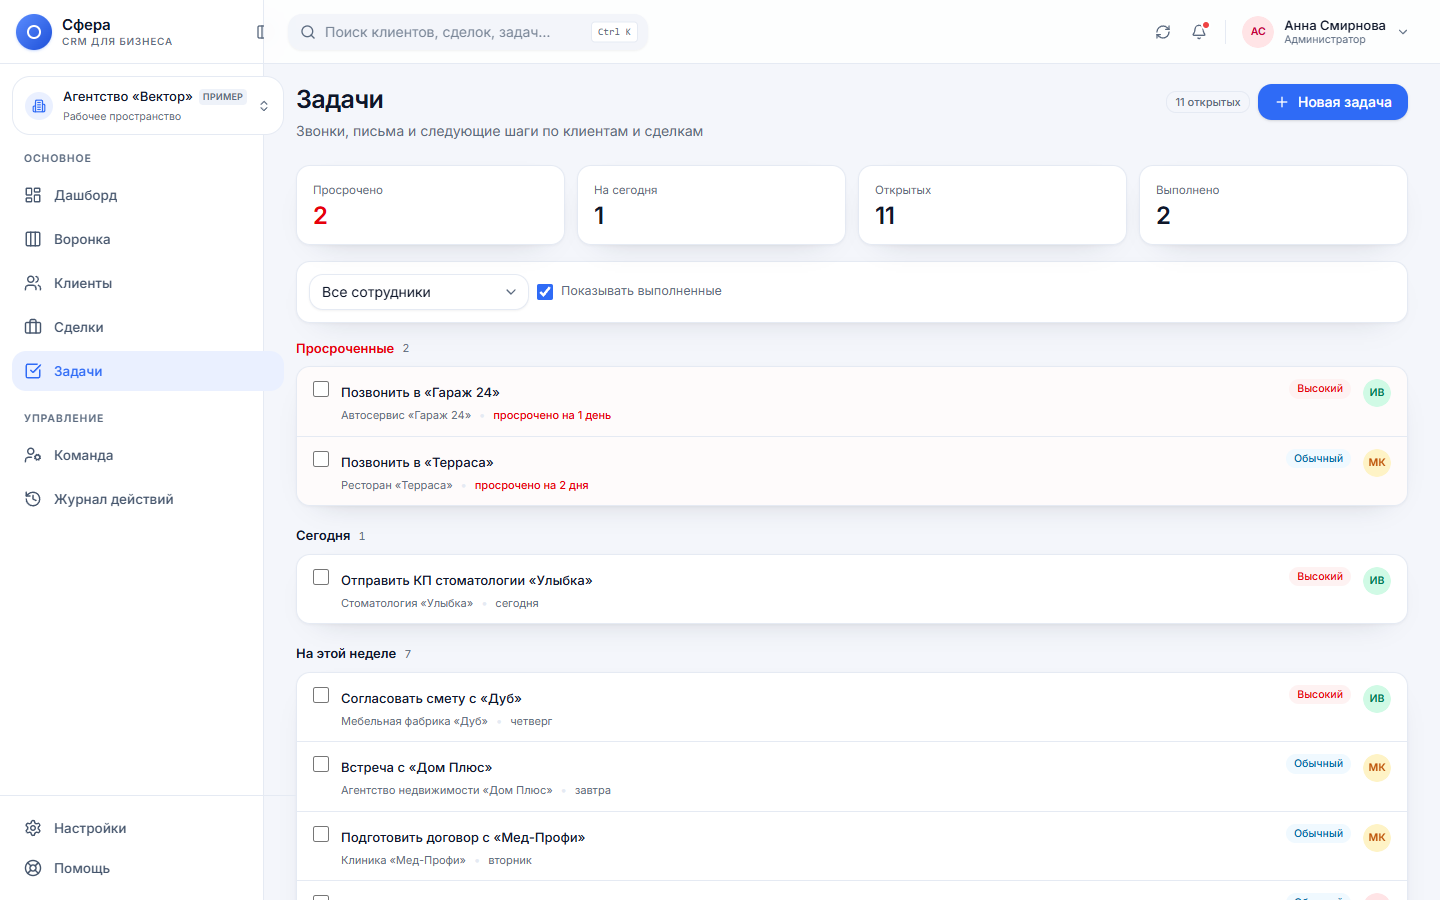 Сфера
CRM ДЛЯ БИЗНЕСА
Поиск клиентов, сделок, задач...
Ctrl K
АС
Анна Смирнова
Администратор
Агентство «Вектор» ПРИМЕР
Рабочее пространство
ОСНОВНОЕ
Дашборд
Воронка
Клиенты
Сделки
Задачи
УПРАВЛЕНИЕ
Команда
Журнал действий
Настройки
Помощь
Задачи
Звонки, письма и следующие шаги по клиентам и сделкам
11 открытых
Новая задача
Просрочено
2
На сегодня
1
Открытых
11
Выполнено
2
Все сотрудники
Показывать выполненные
Просроченные 2
Позвонить в «Гараж 24»
Автосервис «Гараж 24» • просрочено на 1 день
Высокий
ИВ
Позвонить в «Терраса»
Ресторан «Терраса» • просрочено на 2 дня
Обычный
МК
Сегодня 1
Отправить КП стоматологии «Улыбка»
Стоматология «Улыбка» • сегодня
Высокий
ИВ
На этой неделе 7
Согласовать смету с «Дуб»
Мебельная фабрика «Дуб» • четверг
Высокий
ИВ
Встреча с «Дом Плюс»
Агентство недвижимости «Дом Плюс» • завтра
Обычный
МК
Подготовить договор с «Мед-Профи»
Клиника «Мед-Профи» • вторник
Обычный
МК